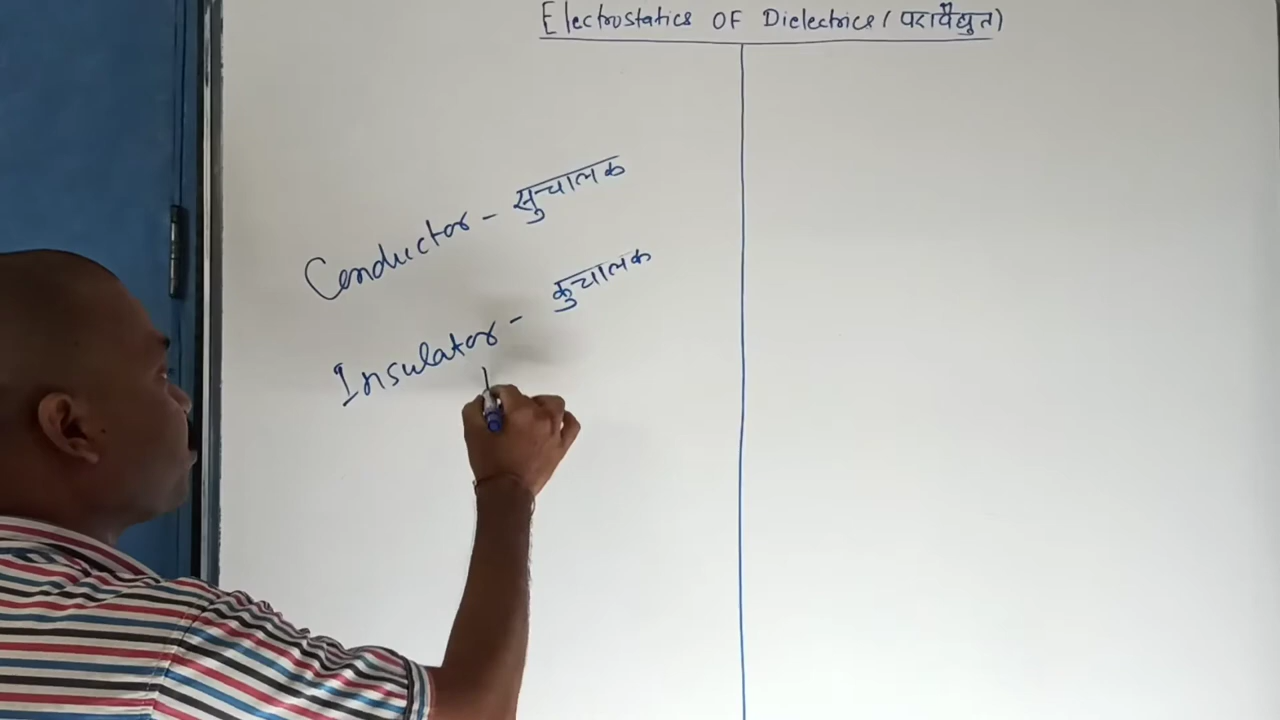 Electrostatics OF Dielectrics (परावैद्युत)
Conductor - सुचालक
Insulator - कुचालक